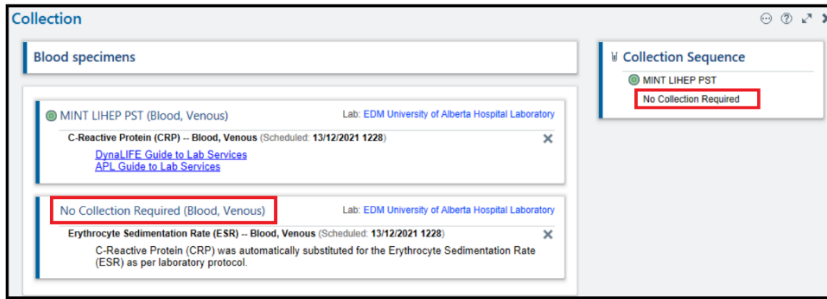 Collection
Blood specimens
MINT LIHEP PST (Blood, Venous) Lab: EDM University of Alberta Hospital Laboratory
C-Reactive Protein (CRP) -- Blood, Venous (Scheduled: 13/12/2021 1228)
DynaLIFE Guide to Lab Services
APL Guide to Lab Services
No Collection Required (Blood, Venous) Lab: EDM University of Alberta Hospital Laboratory
Erythrocyte Sedimentation Rate (ESR) -- Blood, Venous (Scheduled: 13/12/2021 1228)
C-Reactive Protein (CRP) was automatically substituted for the Erythrocyte Sedimentation Rate
(ESR) as per laboratory protocol.
Collection Sequence
MINT LIHEP PST
No Collection Required